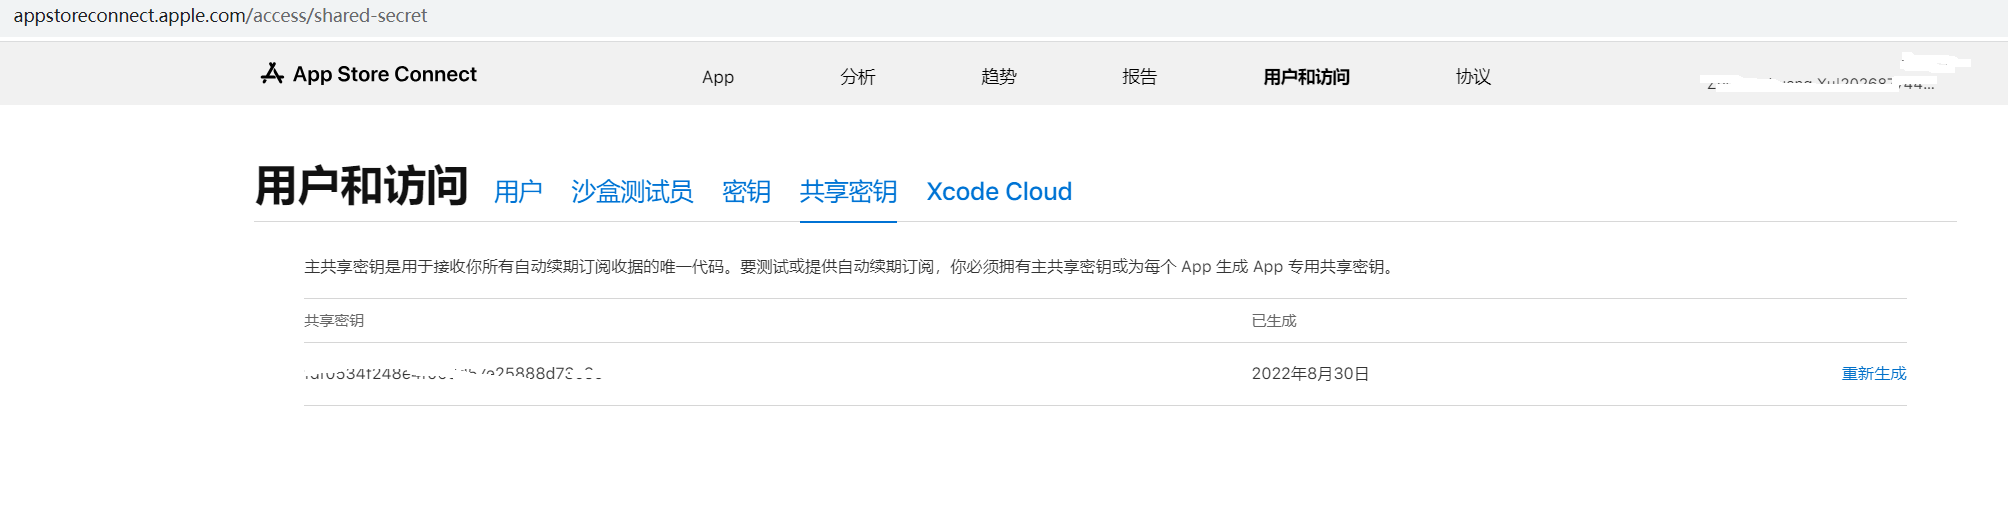 appstoreconnect.apple.com/access/shared-secret
App Store Connect App 分析 趋势 报告 用户和访问 协议
用户和访问 用户 沙盒测试员 密钥 共享密钥 Xcode Cloud
主共享密钥是用于接收你所有自动续期订阅收据的唯一代码。要测试或提供自动续期订阅，你必须拥有主共享密钥或为每个 App 生成 App 专用共享密钥。
共享密钥 已生成
2022年8月30日 重新生成